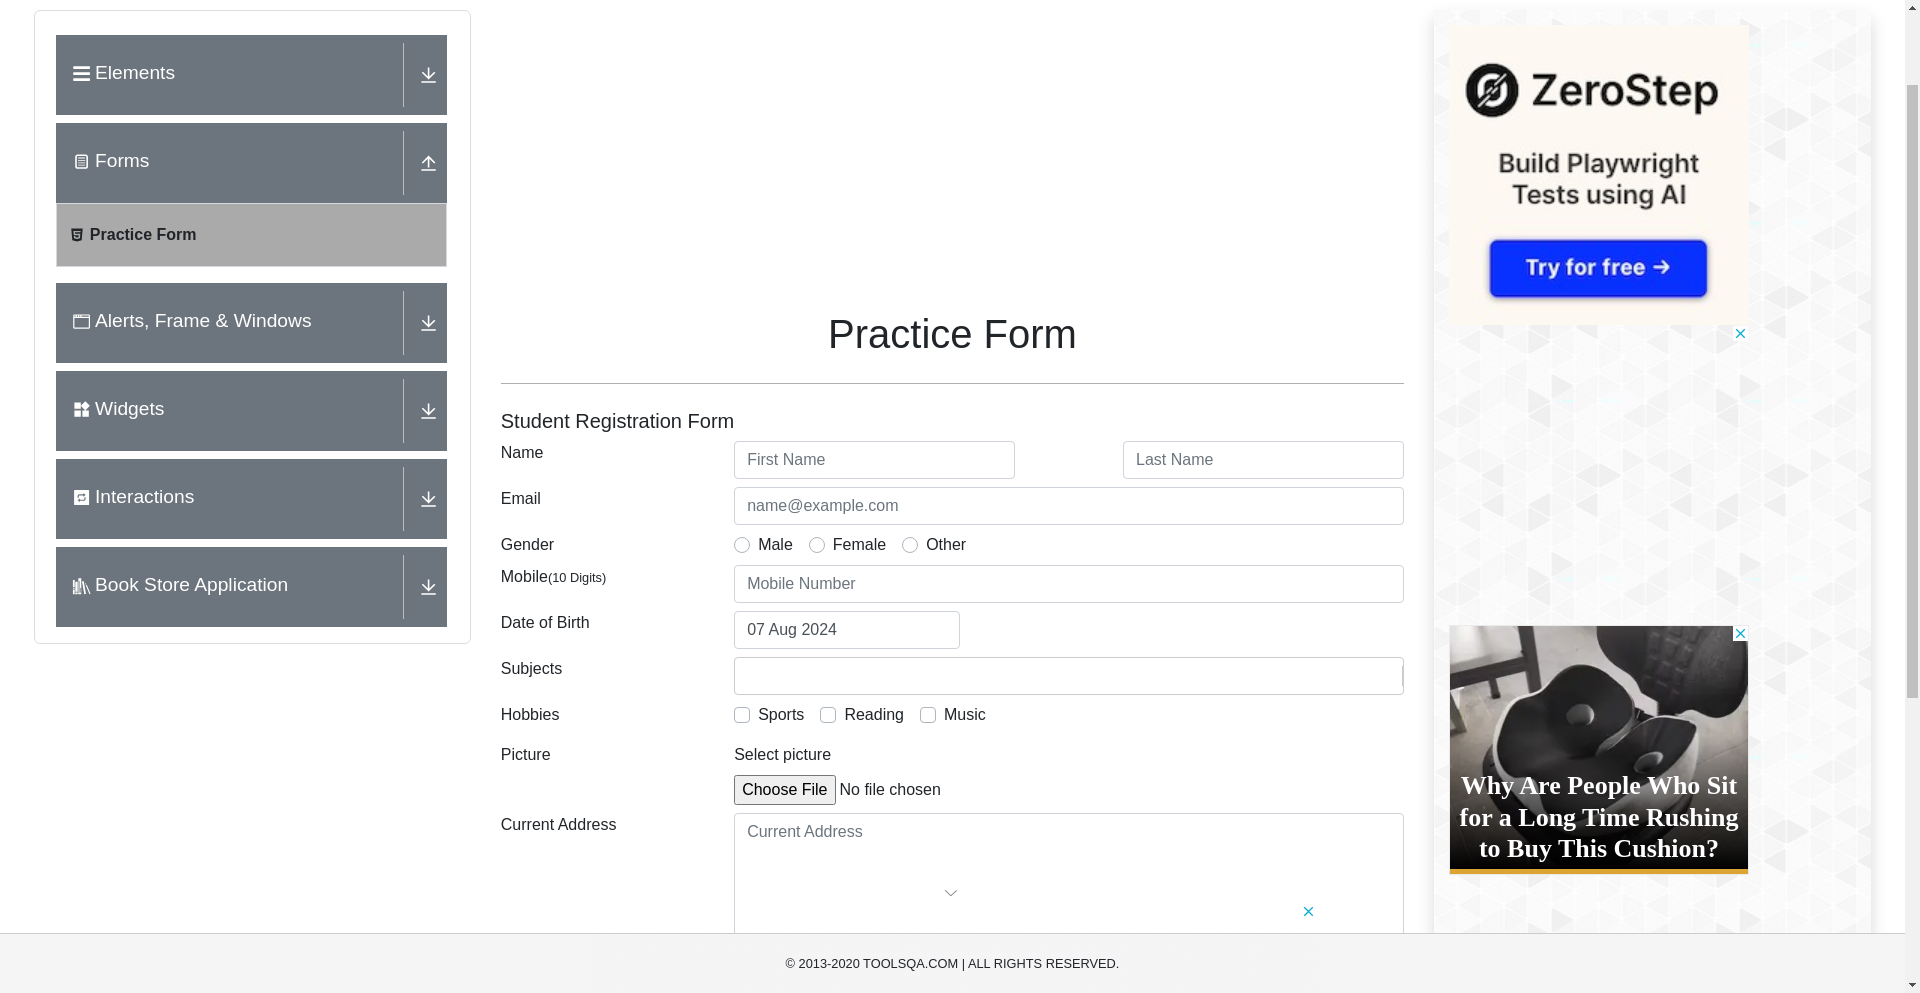 Elements
Forms
Practice Form
Alerts, Frame & Windows
Widgets
Interactions
Book Store Application
Practice Form
Student Registration Form
Name
First Name
Last Name
Email
name@example.com
Gender
Male
Female
Other
Mobile(10 Digits)
Mobile Number
Date of Birth
07 Aug 2024
Subjects
Hobbies
Sports
Reading
Music
Picture
Select picture
Choose File No file chosen
Current Address
Current Address
ZeroStep
Build Playwright
Tests using AI
Try for free →
Why Are People Who Sit
for a Long Time Rushing
to Buy This Cushion?
© 2013-2020 TOOLSQA.COM | ALL RIGHTS RESERVED.